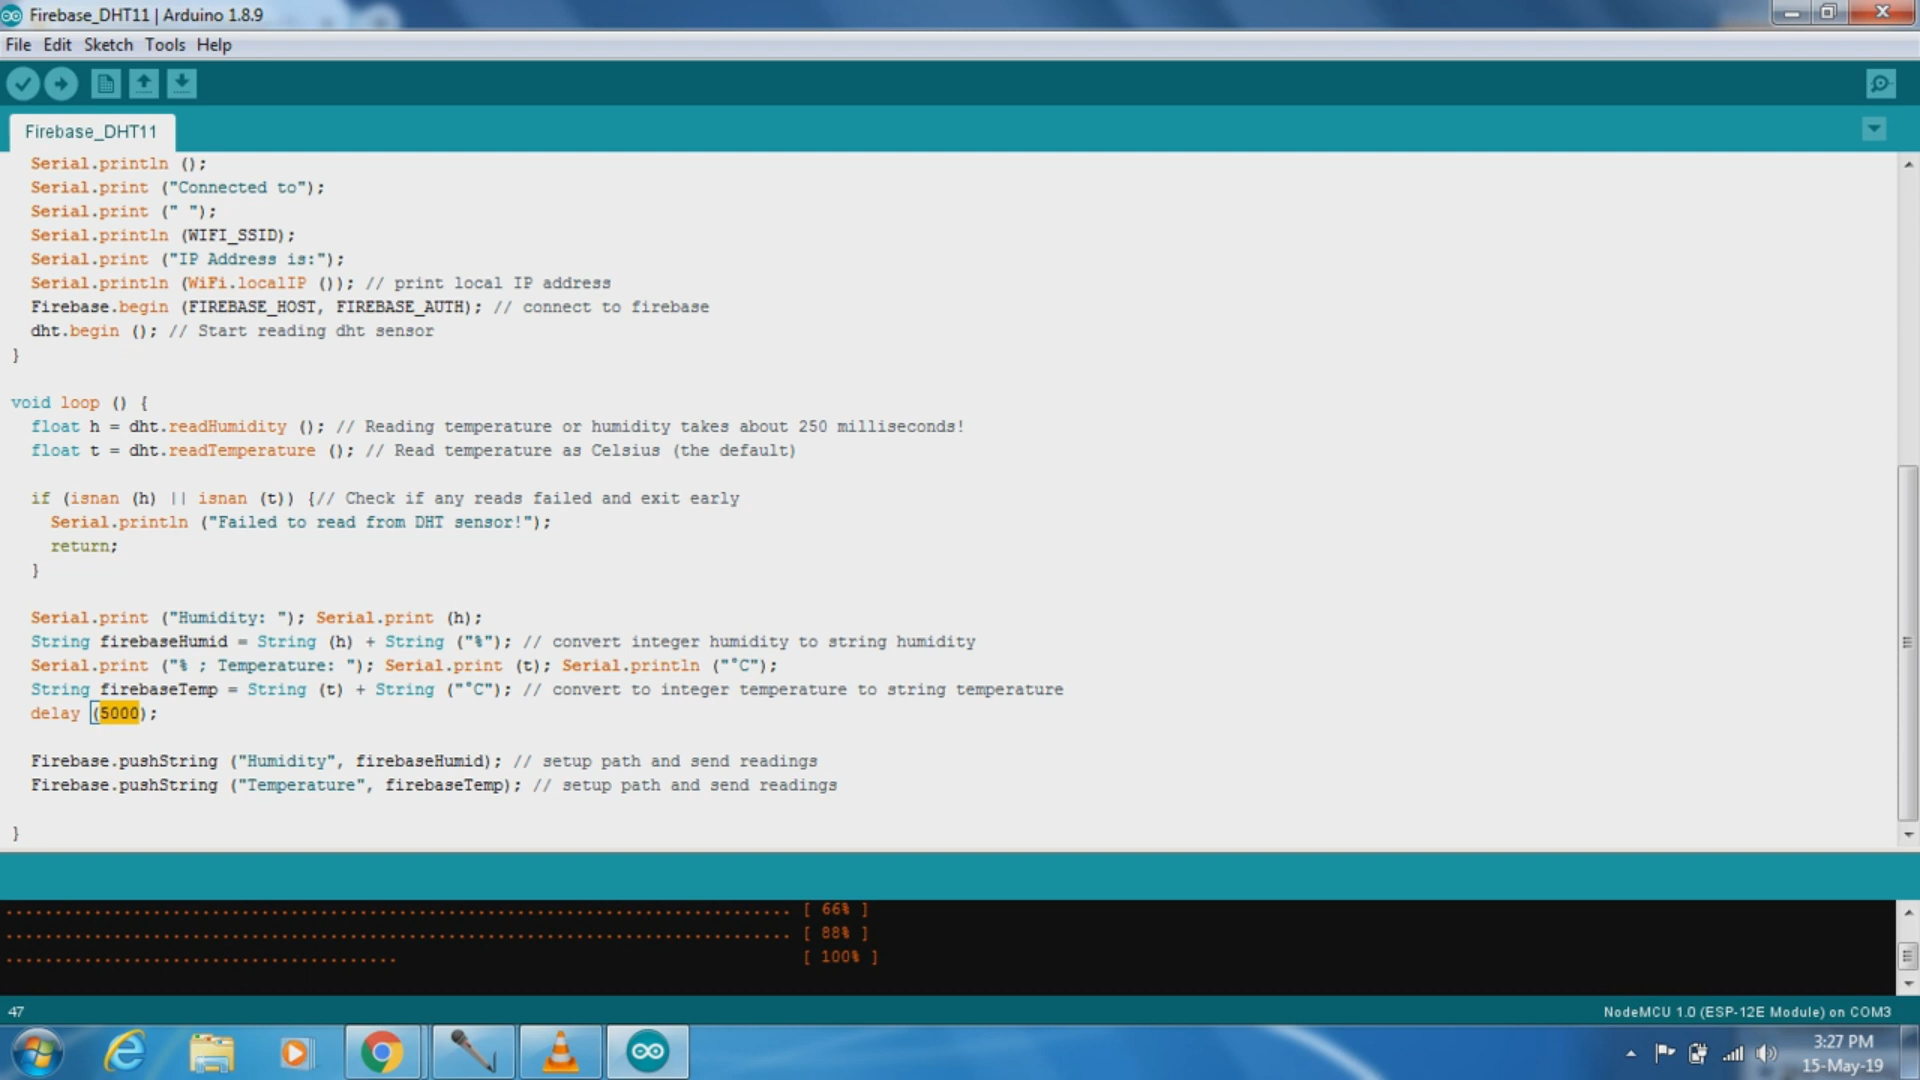 Firebase_DHT11 | Arduino 1.8.9
File Edit Sketch Tools Help
Firebase_DHT11
Serial.println ();
Serial.print ("Connected to");
Serial.print (" ");
Serial.println (WIFI_SSID);
Serial.print ("IP Address is:");
Serial.println (WiFi.localIP ()); // print local IP address
Firebase.begin (FIREBASE_HOST, FIREBASE_AUTH); // connect to firebase
dht.begin (); // Start reading dht sensor
}
void loop () {
float h = dht.readHumidity (); // Reading temperature or humidity takes about 250 milliseconds!
float t = dht.readTemperature (); // Read temperature as Celsius (the default)
if (isnan (h) || isnan (t)) {// Check if any reads failed and exit early
Serial.println ("Failed to read from DHT sensor!");
return;
}
Serial.print ("Humidity: "); Serial.print (h);
String firebaseHumid = String (h) + String ("%"); // convert integer humidity to string humidity
Serial.print ("% ; Temperature: "); Serial.print (t); Serial.println ("°C");
String firebaseTemp = String (t) + String ("°C"); // convert to integer temperature to string temperature
delay (5000);
Firebase.pushString ("Humidity", firebaseHumid); // setup path and send readings
Firebase.pushString ("Temperature", firebaseTemp); // setup path and send readings
}
................................................................................ [ 66% ]
................................................................................ [ 88% ]
........................................ [ 100% ]
47
NodeMCU 1.0 (ESP-12E Module) on COM3
3:27 PM
15-May-19